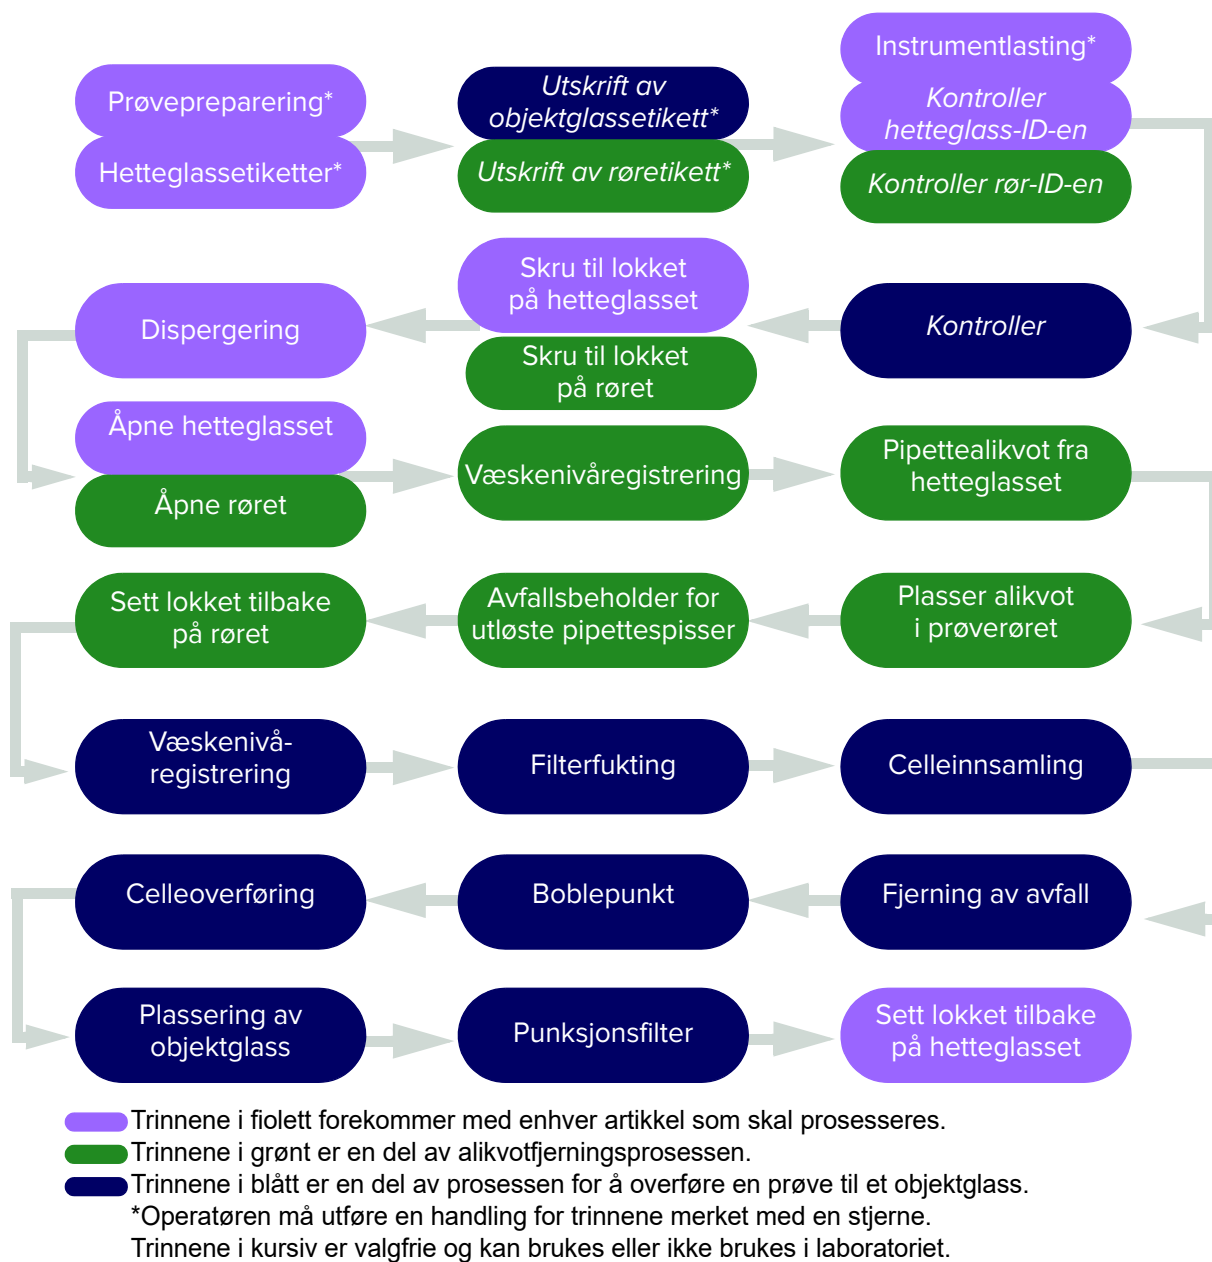 Prøvepreparering*
Hetteglassetiketter*
Utskrift av
objektglassetikett*
Utskrift av røretikett*
Instrumentlasting*
Kontroller
hetteglass-ID-en
Kontroller rør-ID-en
Kontroller
Skru til lokket
på hetteglasset
Skru til lokket
på røret
Dispergering
Åpne hetteglasset
Åpne røret
Væskenivåregistrering
Pipettealikvot fra
hetteglasset
Plasser alikvot
i prøverøret
Avfallsbeholder for
utløste pipettespisser
Sett lokket tilbake
på røret
Væskenivå-
registrering
Filterfukting
Celleinnsamling
Fjerning av avfall
Boblepunkt
Celleoverføring
Plassering av
objektglass
Punksjonsfilter
Sett lokket tilbake
på hetteglasset
Trinnene i fiolett forekommer med enhver artikkel som skal prosesseres.
Trinnene i grønt er en del av alikvotfjerningsprosessen.
Trinnene i blått er en del av prosessen for å overføre en prøve til et objektglass.
*Operatøren må utføre en handling for trinnene merket med en stjerne.
Trinnene i kursiv er valgfrie og kan brukes eller ikke brukes i laboratoriet.